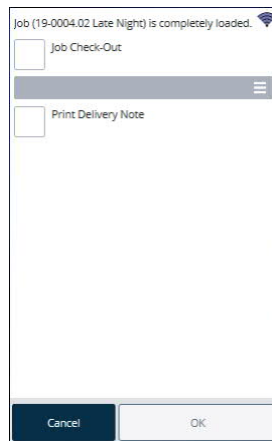 Job (19-0004.02 Late Night) is completely loaded.
Job Check-Out
Print Delivery Note
Cancel
OK